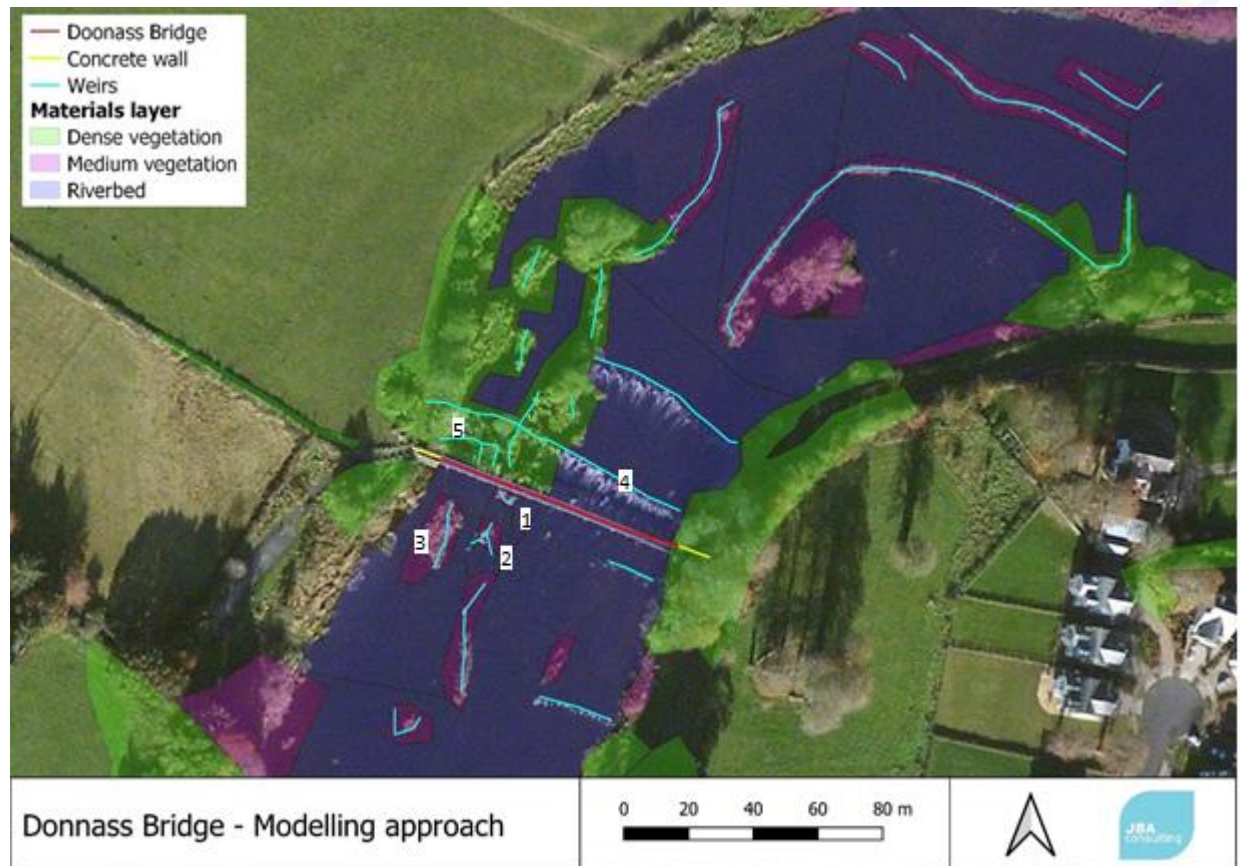 Doonass Bridge
Concrete wall
Weirs
Materials layer
Dense vegetation
Medium vegetation
Riverbed
5
4
1
3
2
Donnass Bridge - Modelling approach
0 20 40 60 80 m
JBA
consulting